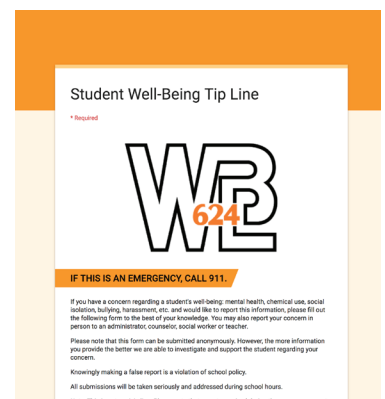 Student Well-Being Tip Line
* Required
WBL
624
IF THIS IS AN EMERGENCY, CALL 911.
If you have a concern regarding a student's well-being: mental health, chemical use, social
isolation, bullying, harassment, etc. and would like to report this information, please fill out
the following form to the best of your knowledge. You may also report your concern in
person to an administrator, counselor, social worker or teacher.
Please note that this form can be submitted anonymously. However, the more information
you provide the better we are able to investigate and support the student regarding your
concern.
Knowingly making a false report is a violation of school policy.
All submissions will be taken seriously and addressed during school hours.